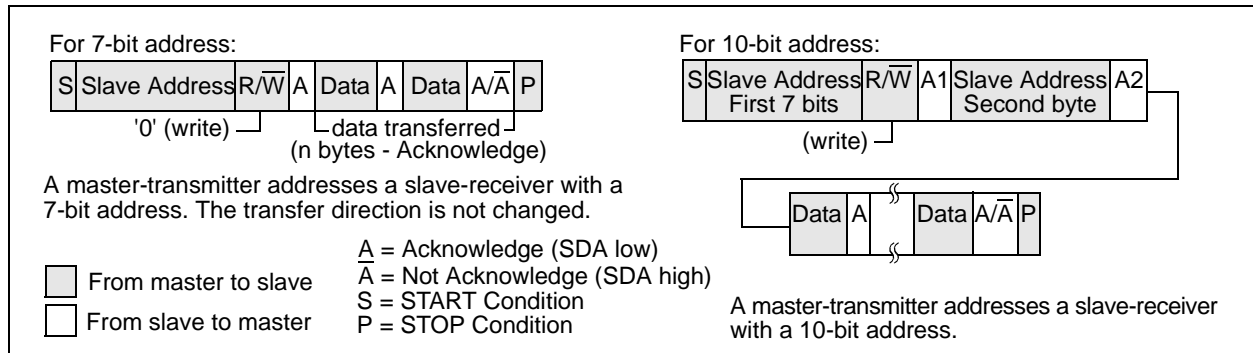 For 7-bit address:
S Slave Address R/W̅ A Data A Data A/A̅ P
'0' (write)
data transferred
(n bytes - Acknowledge)
A master-transmitter addresses a slave-receiver with a
7-bit address. The transfer direction is not changed.
From master to slave
From slave to master
A = Acknowledge (SDA low)
A̅ = Not Acknowledge (SDA high)
S = START Condition
P = STOP Condition
For 10-bit address:
S Slave Address First 7 bits R/W̅ A1 Slave Address Second byte A2
(write)
Data A Data A/A̅ P
A master-transmitter addresses a slave-receiver
with a 10-bit address.